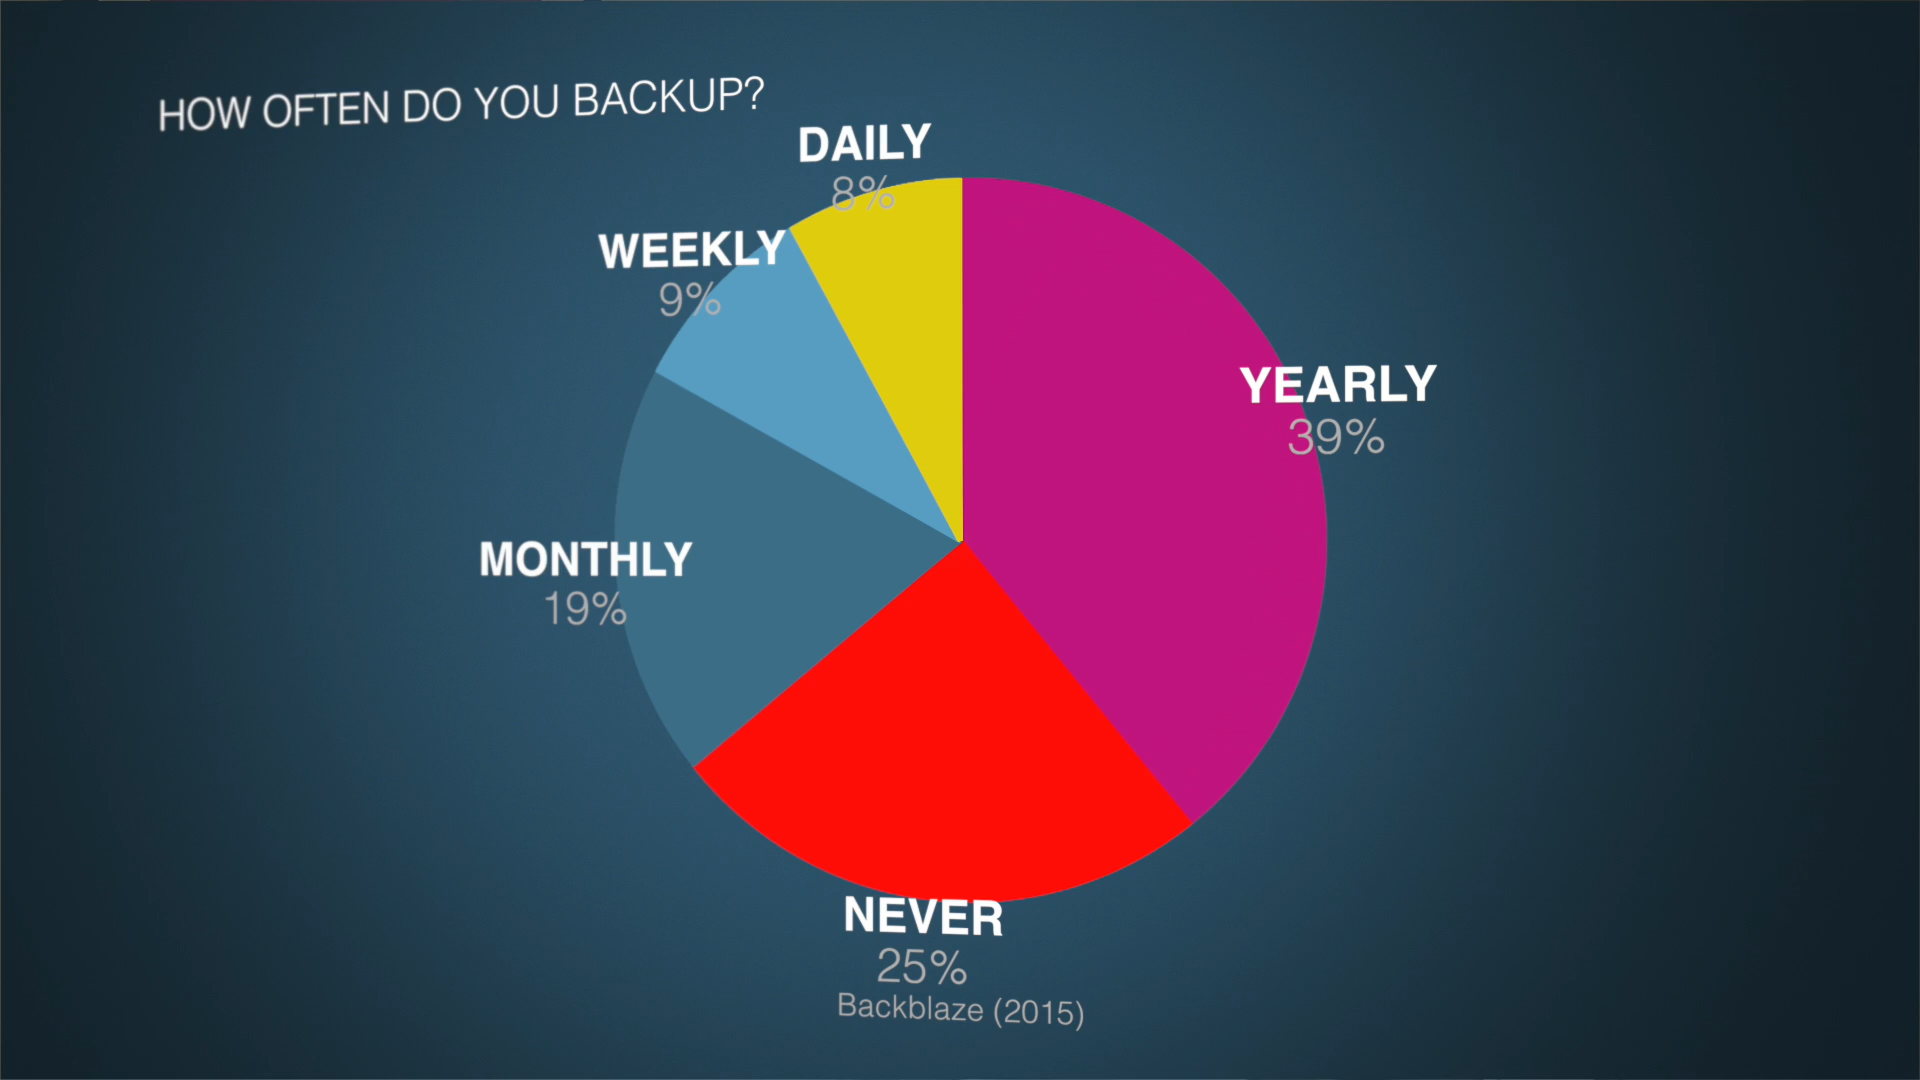 HOW OFTEN DO YOU BACKUP?
DAILY
8%
WEEKLY
9%
YEARLY
39%
MONTHLY
19%
NEVER
25%
Backblaze (2015)